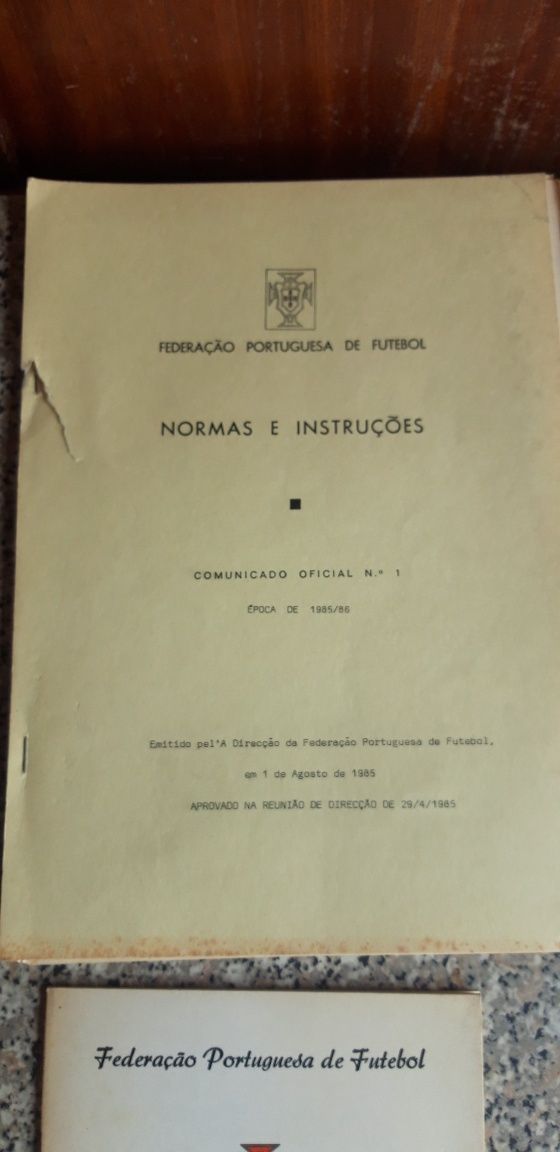 FEDERAÇÃO PORTUGUESA DE FUTEBOL
NORMAS E INSTRUÇÕES
COMUNICADO OFICIAL N.º 1
ÉPOCA DE 1985/86
Emitido pel'A Direcção da Federação Portuguesa de Futebol,
em 1 de Agosto de 1985
APROVADO NA REUNIÃO DE DIRECÇÃO DE 29/4/1985
Federação Portuguesa de Futebol